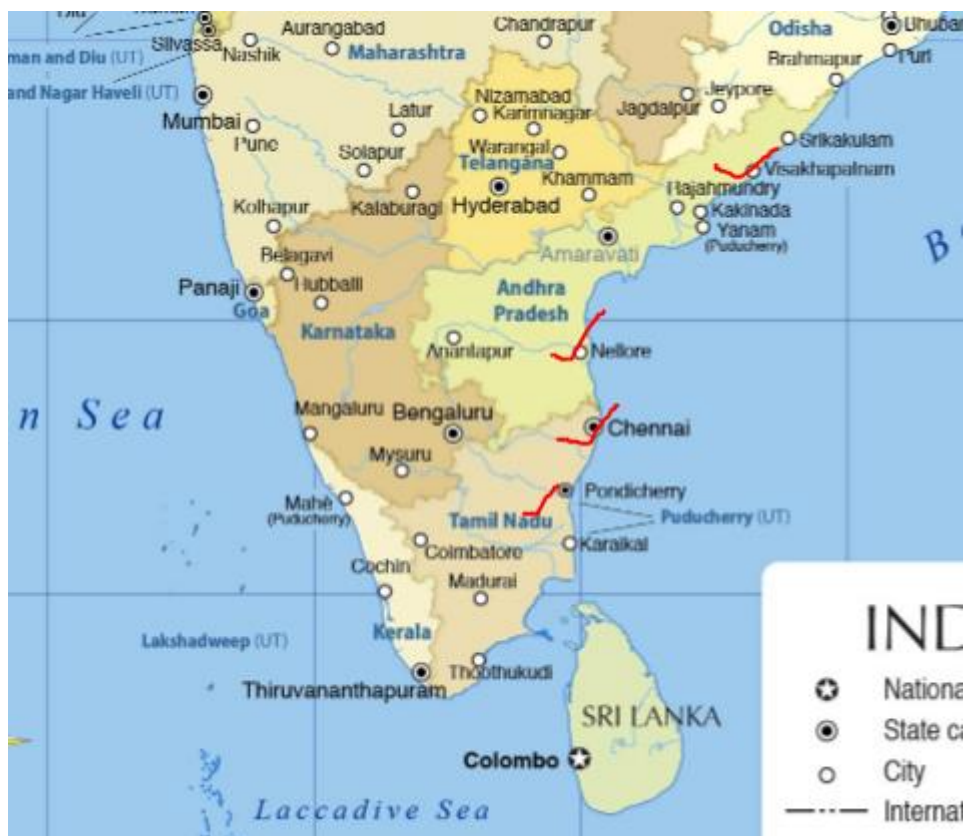 Aurangabad
Chandrapur
Odisha
Silvassa
Nashik
Maharashtra
Puri
man and Diu (UT)
Brahmapur
and Nagar Haveli (UT)
Nizamabad
Jeypore
Latur
Karimnagar
Jagdalpur
Mumbai
Pune
Warangal
Srikakulam
Solapur
Telangana
Visakhapatnam
Khammam
Rajahmundry
Kalaburagi
Hyderabad
Kakinada
Kolhapur
Yanam
(Puducherry)
Amaravati
Belagavi
B
Panaji
Hubballi
Andhra
Pradesh
Goa
Karnataka
Anantapur
Nellore
n Sea
Mangaluru
Bengaluru
Chennai
Mysuru
Mahé
(Puducherry)
Pondicherry
Tamil Nadu
Puducherry (UT)
Coimbatore
Karaikal
Cochin
Madurai
Kerala
Lakshadweep (UT)
IND
Thoothukudi
Thiruvananthapuram
Nationa
SRI LANKA
State ca
Colombo
City
Laccadive Sea
Internat